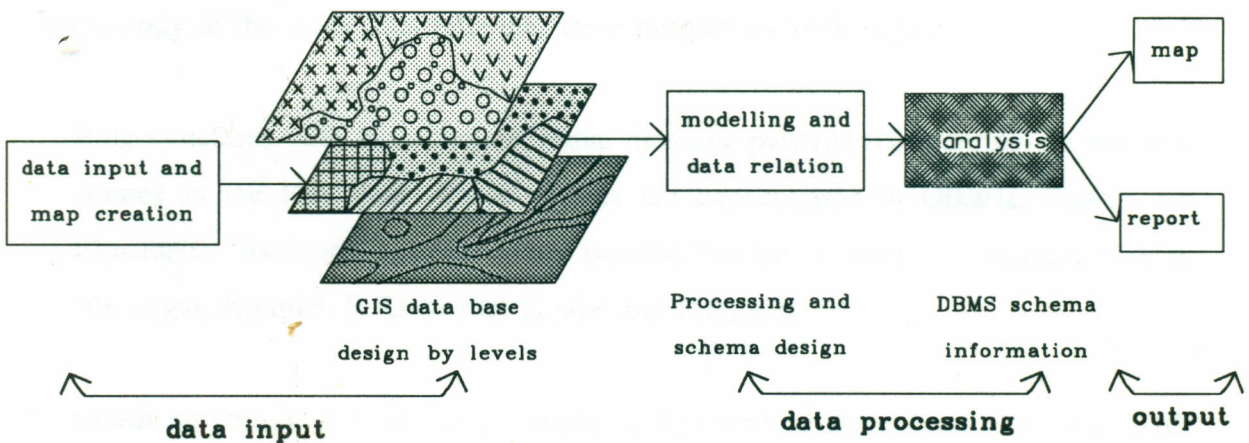 map
data input and
map creation
modelling and
data relation
analysis
report
GIS data base
design by levels
Processing and
schema design
DBMS schema
information
data input
data processing
output